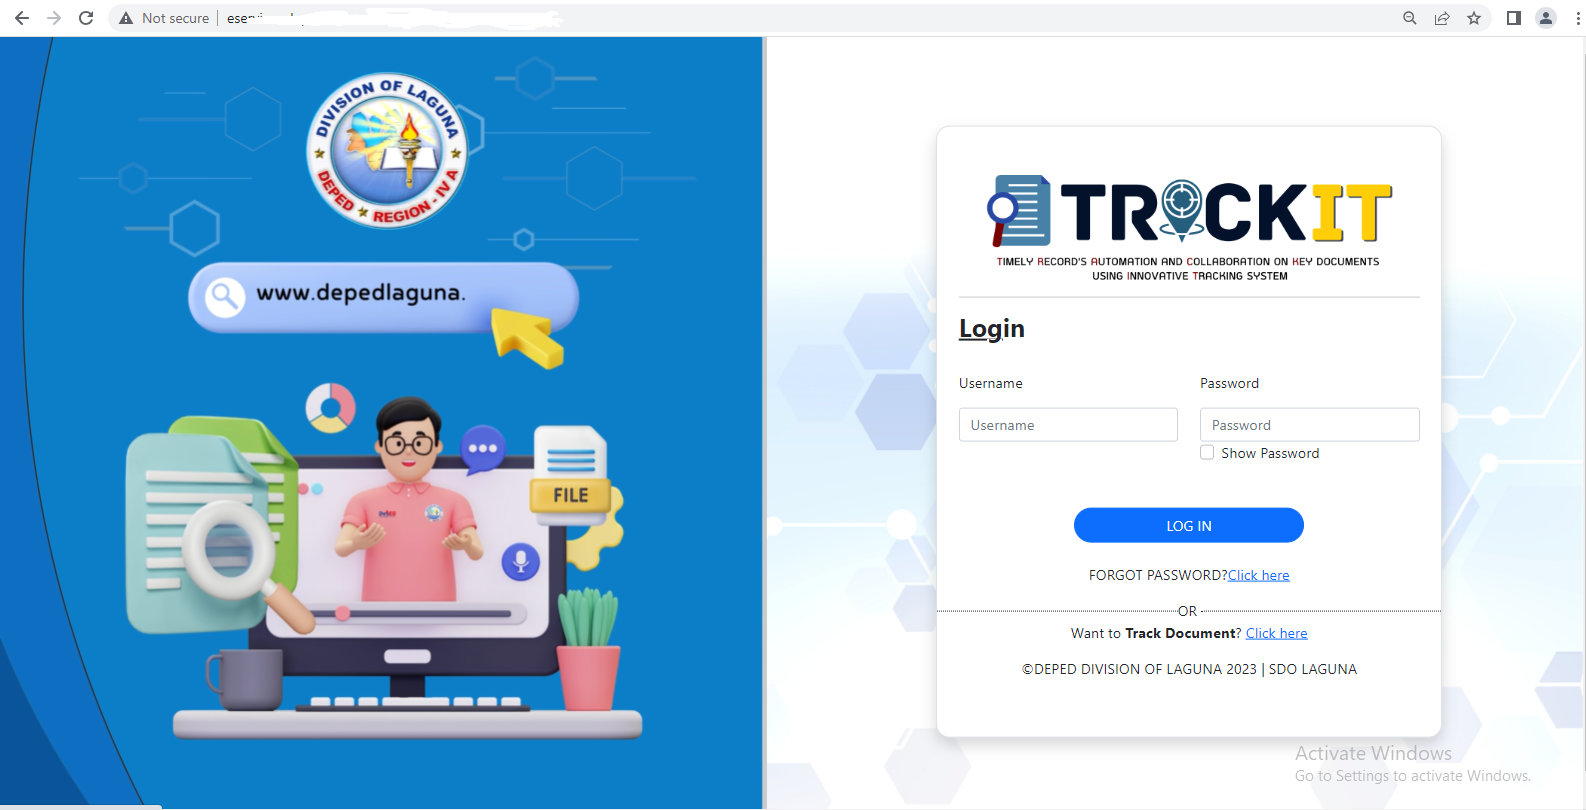 Not secure
DIVISION OF LAGUNA
DEPED ★ REGION - IV A
www.depedlaguna.
FILE
TRACKIT
TIMELY RECORD'S AUTOMATION AND COLLABORATION ON KEY DOCUMENTS
USING INNOVATIVE TRACKING SYSTEM
Login
Username Password
Username Password
Show Password
LOG IN
FORGOT PASSWORD?Click here
OR
Want to Track Document? Click here
©DEPED DIVISION OF LAGUNA 2023 | SDO LAGUNA
Activate Windows
Go to Settings to activate Windows.